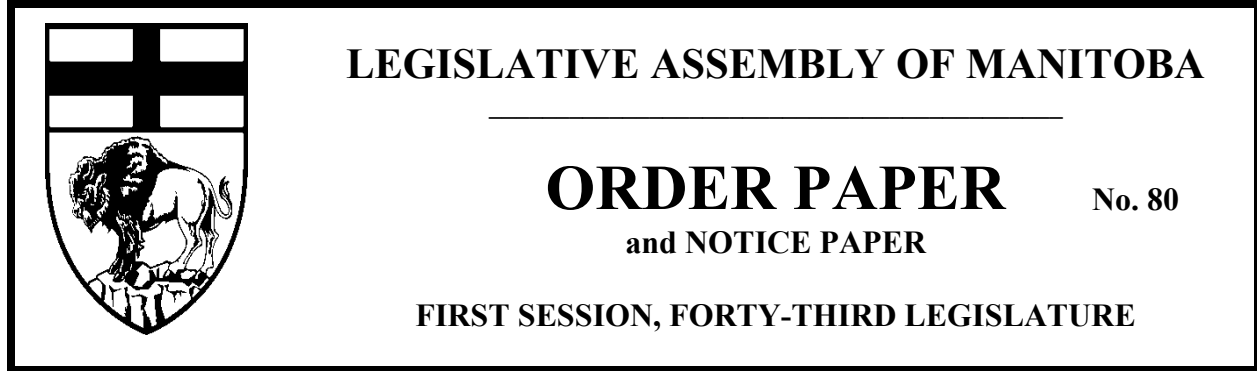 LEGISLATIVE ASSEMBLY OF MANITOBA
ORDER PAPER No. 80
and NOTICE PAPER
FIRST SESSION, FORTY-THIRD LEGISLATURE